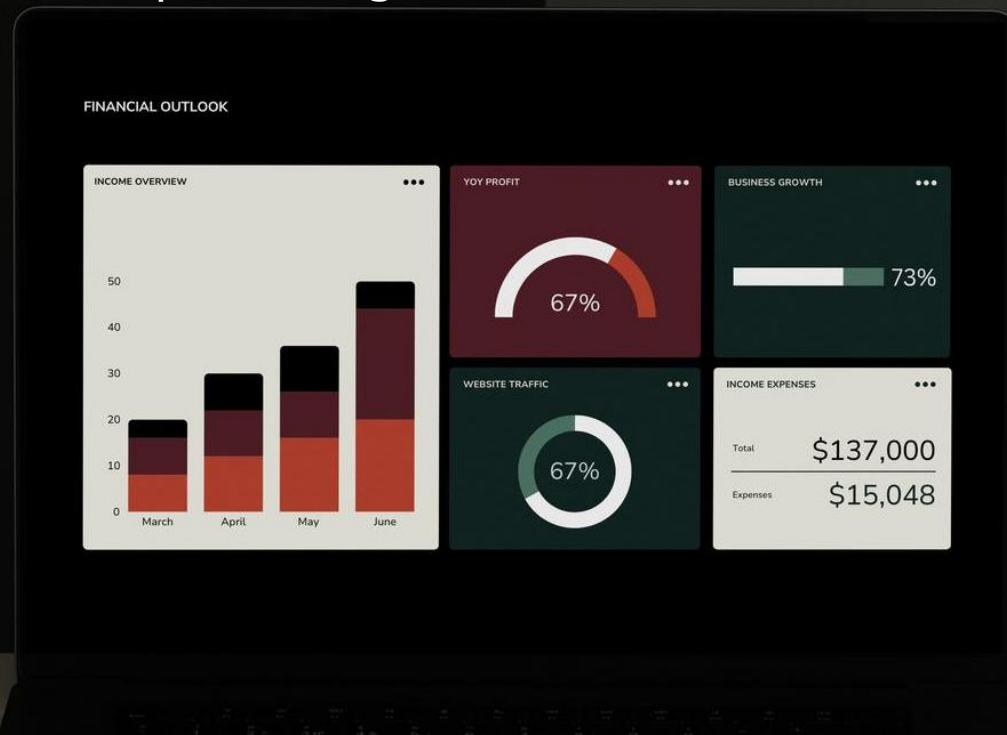 FINANCIAL OUTLOOK
INCOME OVERVIEW
50
40
30
20
10
0
March April May June
YOY PROFIT
67%
BUSINESS GROWTH
73%
WEBSITE TRAFFIC
67%
INCOME EXPENSES
Total $137,000
Expenses $15,048